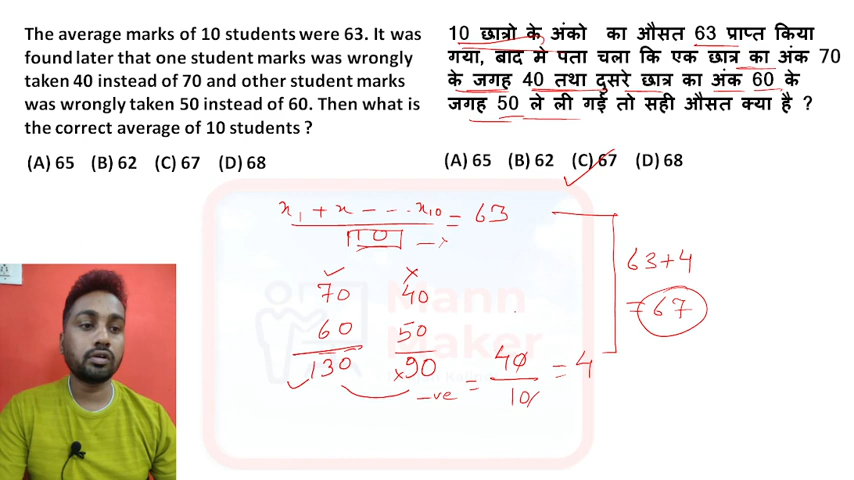 The average marks of 10 students were 63. It was
found later that one student marks was wrongly
taken 40 instead of 70 and other student marks
was wrongly taken 50 instead of 60. Then what is
the correct average of 10 students ?
(A) 65 (B) 62 (C) 67 (D) 68
10 छात्रो के अंको का औसत 63 प्राप्त किया
गया, बाद मे पता चला कि एक छात्र का अंक 70
के जगह 40 तथा दुसरे छात्र का अंक 60 के
जगह 50 ले ली गई तो सही औसत क्या है ?
(A) 65 (B) 62 (C) 67 (D) 68
x₁ + x - - . x₁₀ = 63
10
70 40
60 50
130 90
-ve = 40/10 = 4
63+4
= 67
Mann
Maker